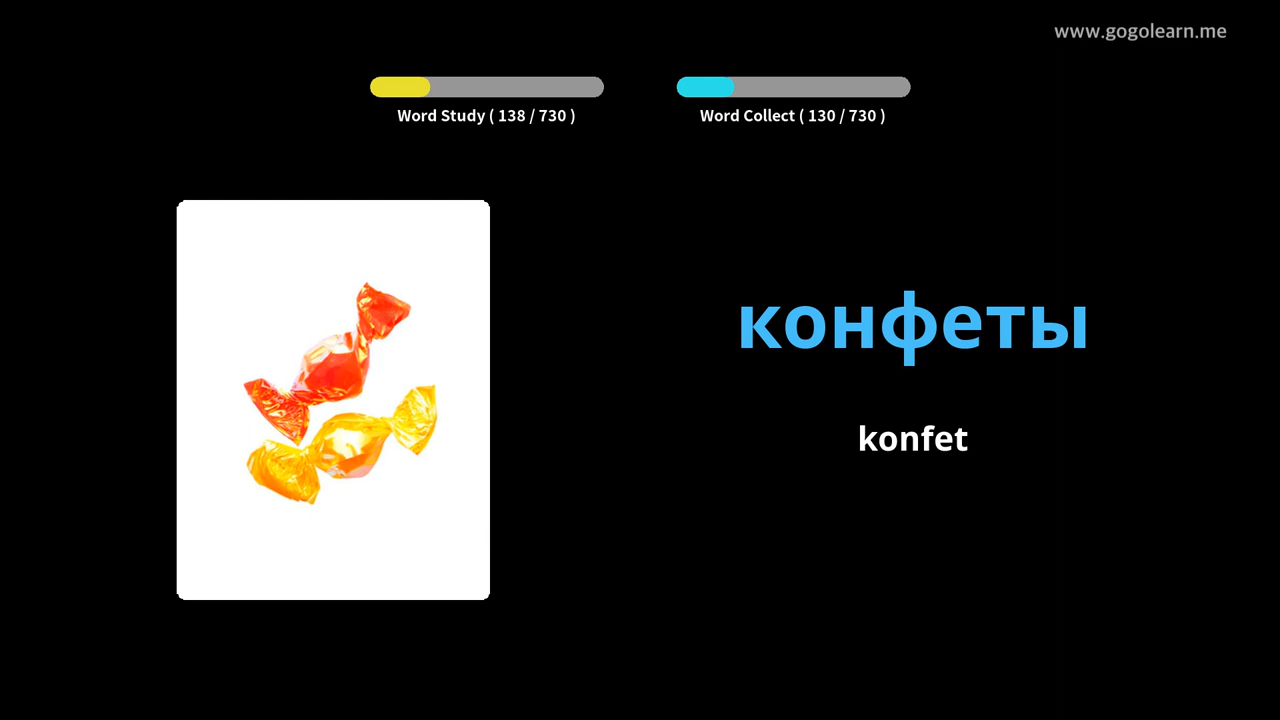 www.gogolearn.me
Word Study ( 138 / 730 )
Word Collect ( 130 / 730 )
конфеты
konfet